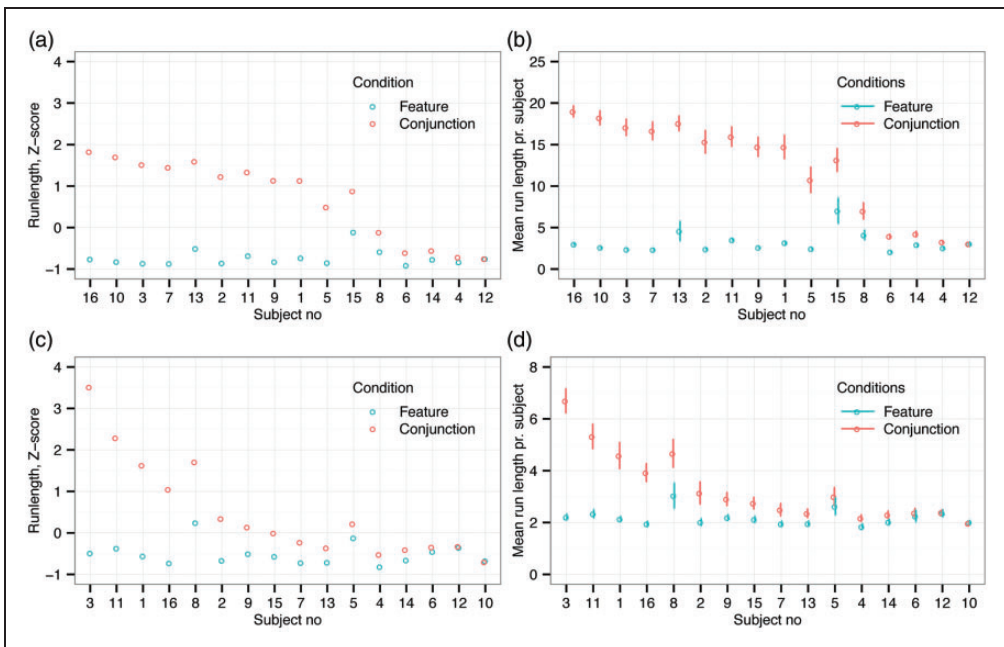 (a)
4
3
2
1
0
−1
Runlength, Z−score
Condition
Feature
Conjunction
16 10 3 7 13 2 11 9 1 5 15 8 6 14 4 12
Subject no
(b)
25
20
15
10
5
0
Mean run length pr. subject
Conditions
Feature
Conjunction
16 10 3 7 13 2 11 9 1 5 15 8 6 14 4 12
Subject no
(c)
4
3
2
1
0
−1
Runlength, Z−score
Condition
Feature
Conjunction
3 11 1 16 8 2 9 15 7 13 5 4 14 6 12 10
Subject no
(d)
8
6
4
2
0
Mean run length pr. subject
Conditions
Feature
Conjunction
3 11 1 16 8 2 9 15 7 13 5 4 14 6 12 10
Subject no